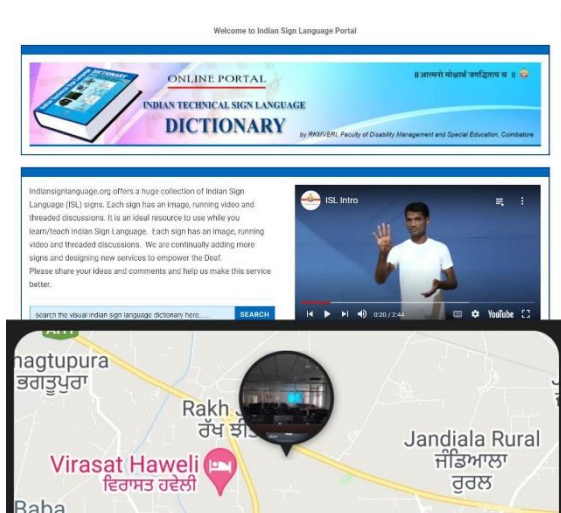 Welcome to Indian Sign Language Portal
ONLINE PORTAL
INDIAN TECHNICAL SIGN LANGUAGE
DICTIONARY
॥ आत्मनो मोक्षार्थं जगद्धिताय च ॥
by RKMVERI, Faculty of Disability Management and Special Education, Coimbatore
DICTIONARY
Indiansignlanguage.org offers a huge collection of Indian Sign
Language (ISL) signs. Each sign has an image, running video and
threaded discussions. It is an ideal resource to use while you
learn/teach Indian Sign Language. Each sign has an image, running
video and threaded discussions. We are continually adding more
signs and designing new services to empower the Deaf.
Please share your ideas and comments and help us make this service
better.
search the visual indian sign language dictionary here......
SEARCH
ISL Intro
0:20 / 2:44
YouTube
nagtupura
ਭਗਤੂਪੁਰਾ
Rakh
ਰੱਖ
Virasat Haweli
ਵਿਰਾਸਤ ਹਵੇਲੀ
Jandiala Rural
ਜੰਡਿਆਲਾ
ਰੂਰਲ
Baba